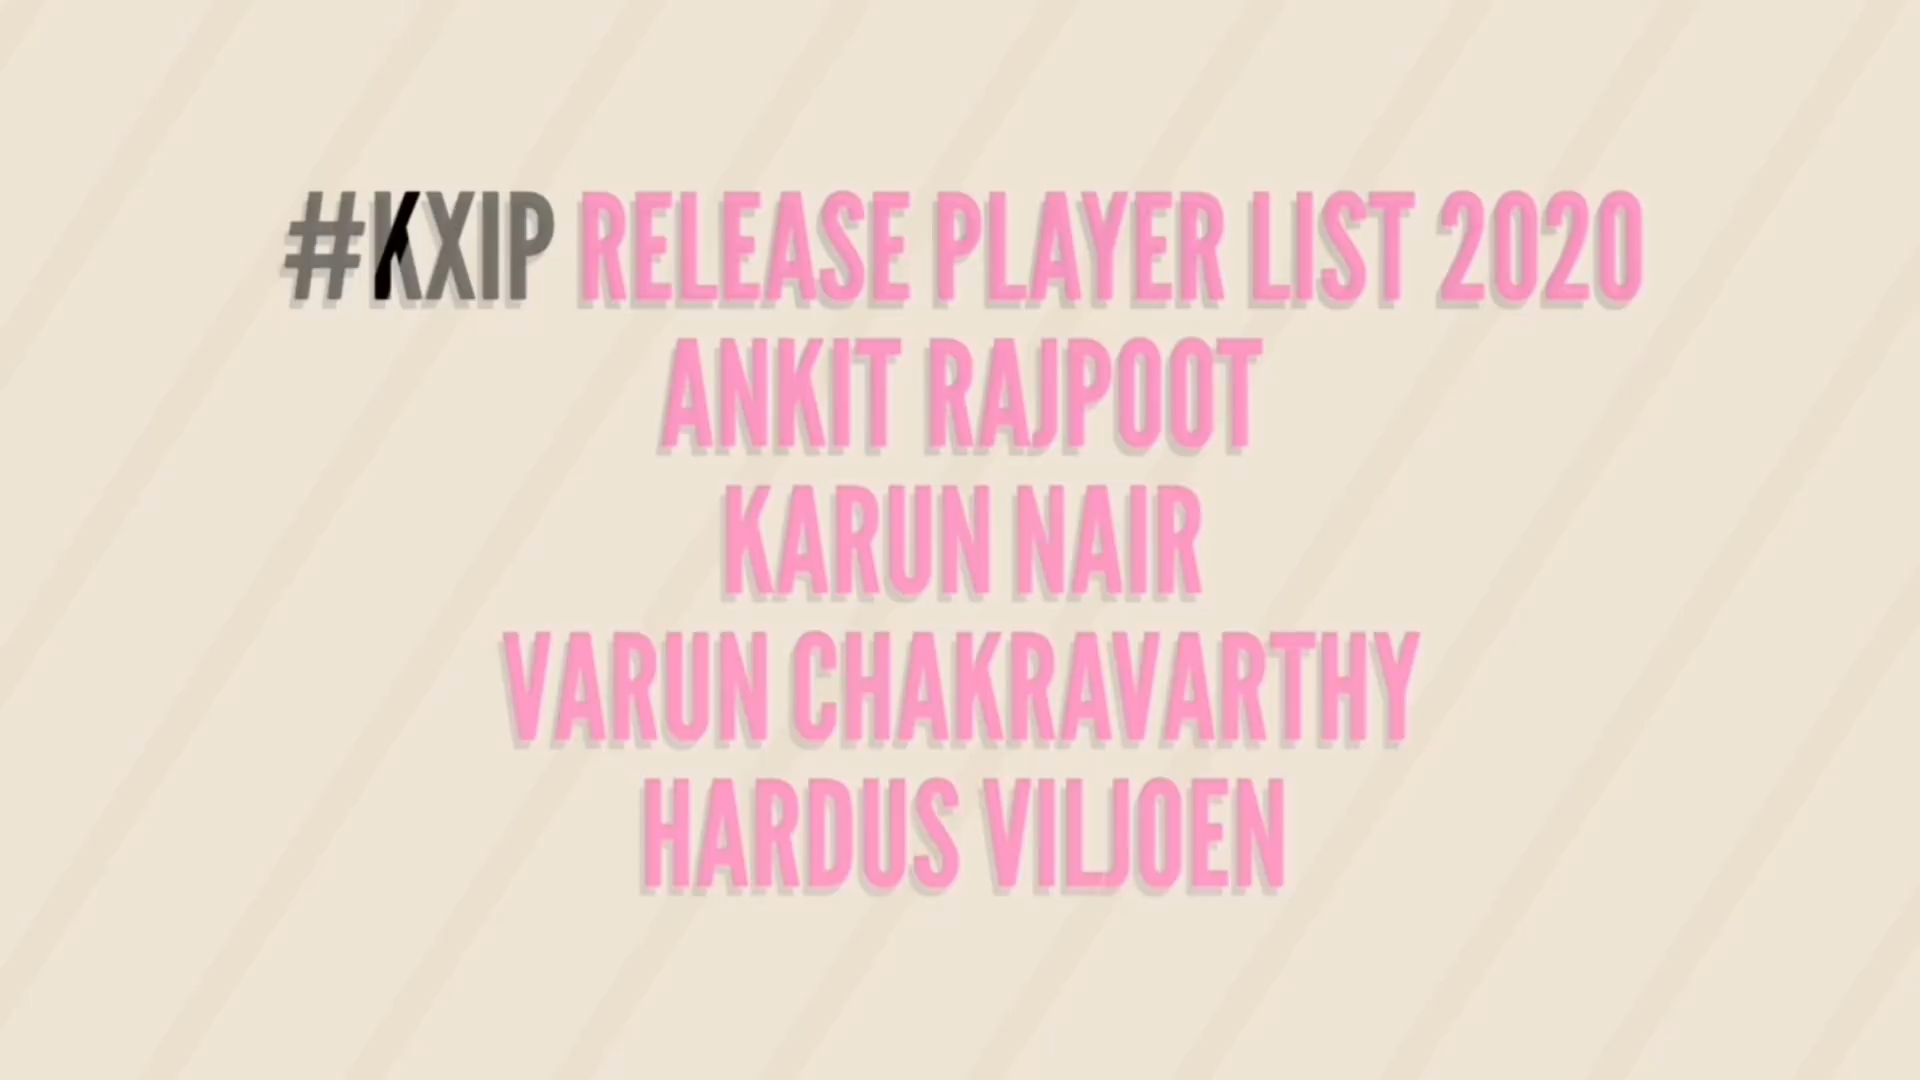 #KXIP RELEASE PLAYER LIST 2020
ANKIT RAJPOOT
KARUN NAIR
VARUN CHAKRAVARTHY
HARDUS VILJOEN